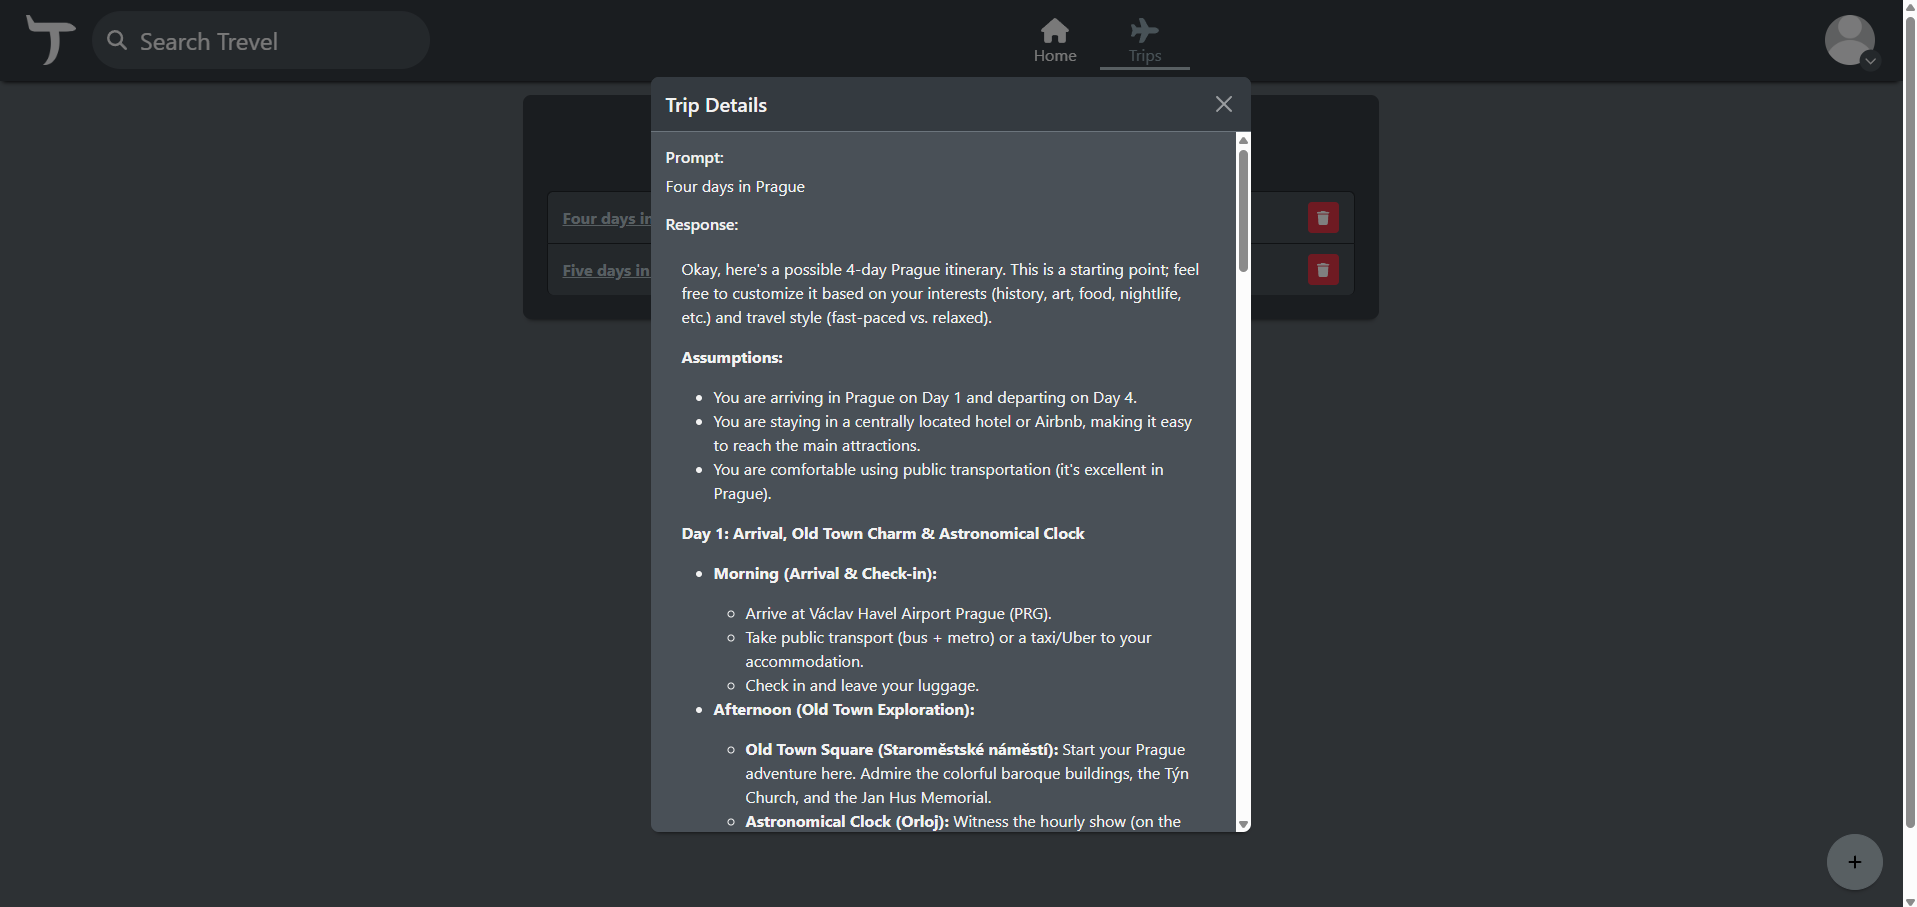 Search Trevel
Home
Trips
Trip Details
Four days in
Five days in
Prompt:
Four days in Prague
Response:
Okay, here's a possible 4-day Prague itinerary. This is a starting point; feel
free to customize it based on your interests (history, art, food, nightlife,
etc.) and travel style (fast-paced vs. relaxed).
Assumptions:
• You are arriving in Prague on Day 1 and departing on Day 4.
• You are staying in a centrally located hotel or Airbnb, making it easy
to reach the main attractions.
• You are comfortable using public transportation (it's excellent in
Prague).
Day 1: Arrival, Old Town Charm & Astronomical Clock
• Morning (Arrival & Check-in):
○ Arrive at Václav Havel Airport Prague (PRG).
○ Take public transport (bus + metro) or a taxi/Uber to your
accommodation.
○ Check in and leave your luggage.
• Afternoon (Old Town Exploration):
○ Old Town Square (Staroměstské náměstí): Start your Prague
adventure here. Admire the colorful baroque buildings, the Týn
Church, and the Jan Hus Memorial.
○ Astronomical Clock (Orloj): Witness the hourly show (on the